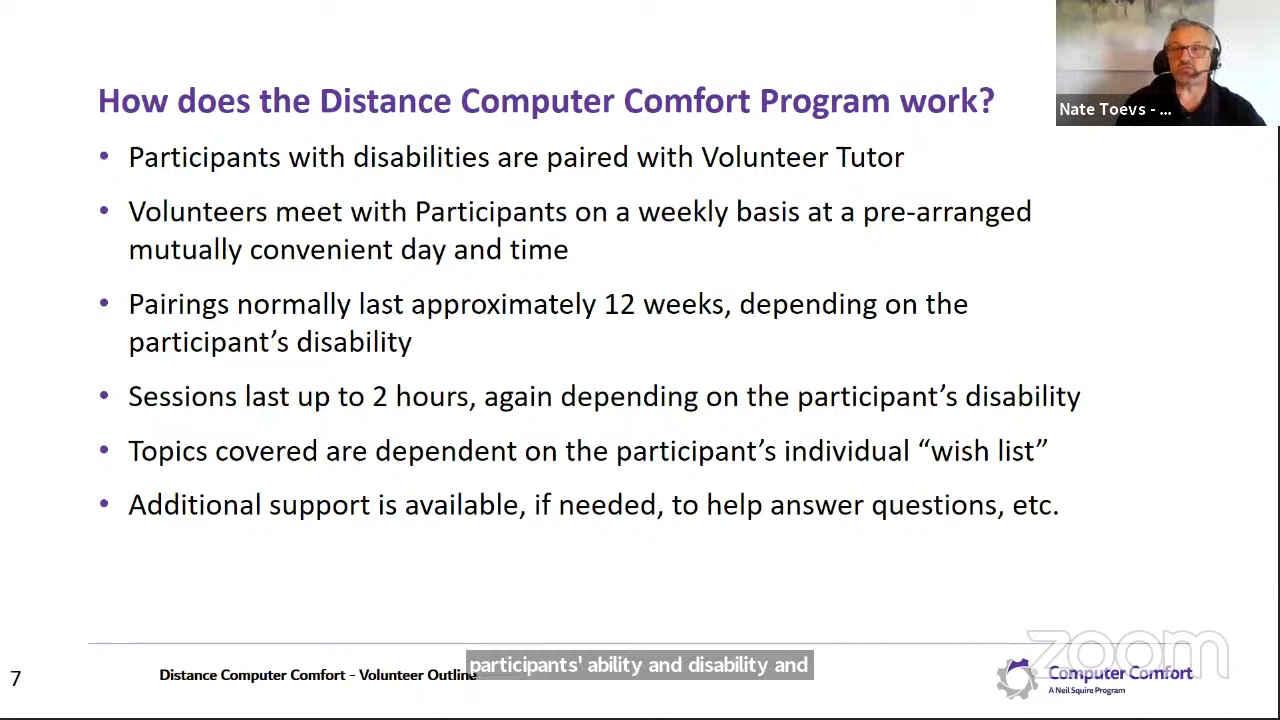 How does the Distance Computer Comfort Program work?
Nate Toevs - ...
• Participants with disabilities are paired with Volunteer Tutor
• Volunteers meet with Participants on a weekly basis at a pre-arranged
mutually convenient day and time
• Pairings normally last approximately 12 weeks, depending on the
participant’s disability
• Sessions last up to 2 hours, again depending on the participant’s disability
• Topics covered are dependent on the participant’s individual “wish list”
• Additional support is available, if needed, to help answer questions, etc.
zoom
participants' ability and disability and
7
Distance Computer Comfort – Volunteer Outline
Computer Comfort
A Neil Squire Program